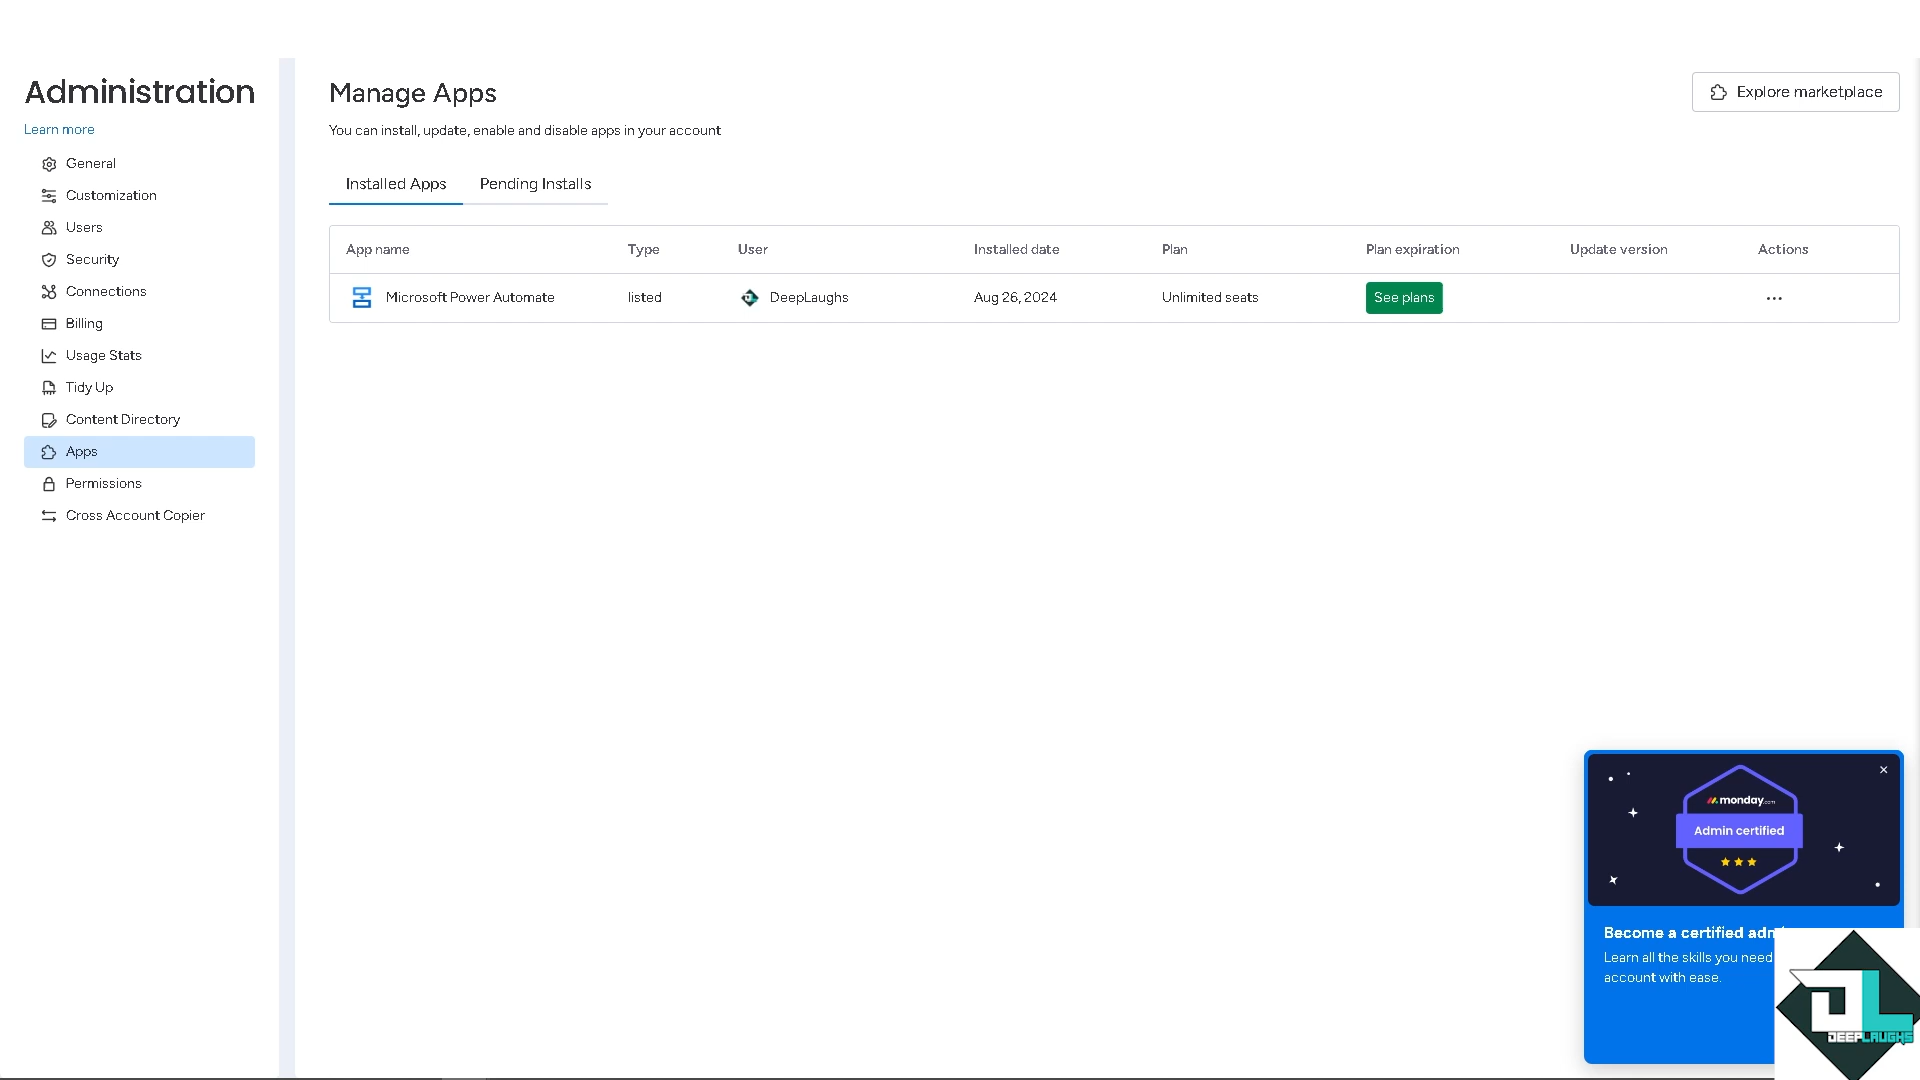 Administration
Learn more
General
Customization
Users
Security
Connections
Billing
Usage Stats
Tidy Up
Content Directory
Apps
Permissions
Cross Account Copier
Manage Apps
Explore marketplace
You can install, update, enable and disable apps in your account
Installed Apps Pending Installs
App name Type User Installed date Plan Plan expiration Update version Actions
Microsoft Power Automate listed DeepLaughs Aug 26, 2024 Unlimited seats See plans
monday.com
Admin certified
Become a certified
Learn all the skills you need
account with ease.
DEEPLAUGHS